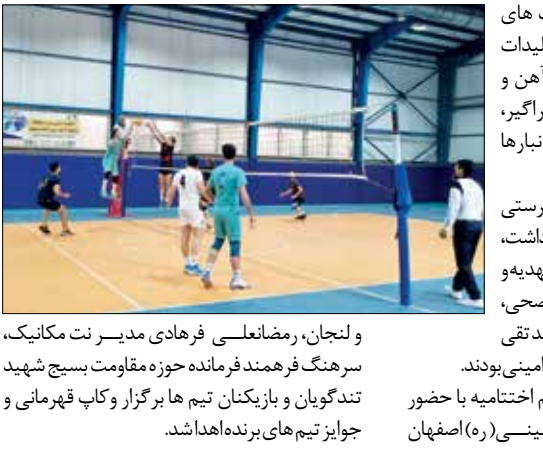 های
لیدات
آهن و
راگیر،
نبارها
رستی
داشت،
هدیه‌و
صحی،
تقی
امینی‌بودند.
اختتامیه با حضور
(ره) اصفهان
و لنجان، رمضانعلـــی فرهادی مدیـــر نت مکانیک،
سرهنگ فرهمند فرمانده حوزه مقاومت بسیج شهید
تندگویان و بازیکنان تیم ها برگزار وکاپ قهرمانی و
جوایز تیم‌های برنده‌اهدا شد.